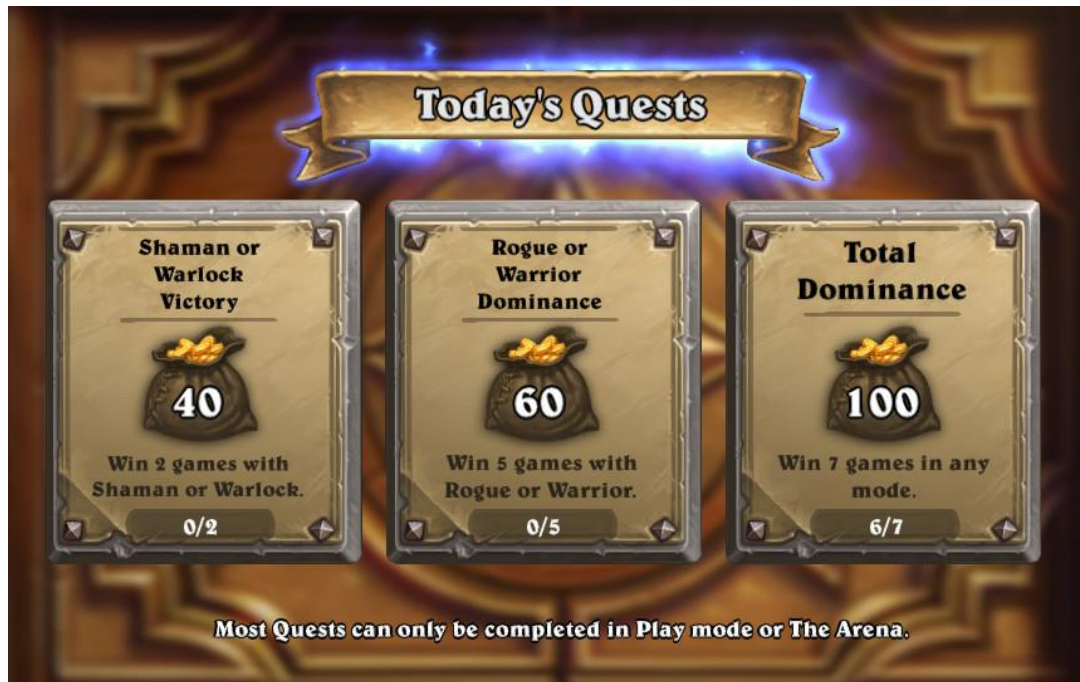 Today's Quests
Shaman or
Warlock
Victory
40
Win 2 games with
Shaman or Warlock.
0/2
Rogue or
Warrior
Dominance
60
Win 5 games with
Rogue or Warrior.
0/5
Total
Dominance
100
Win 7 games in any
mode.
6/7
Most Quests can only be completed in Play mode or The Arena.